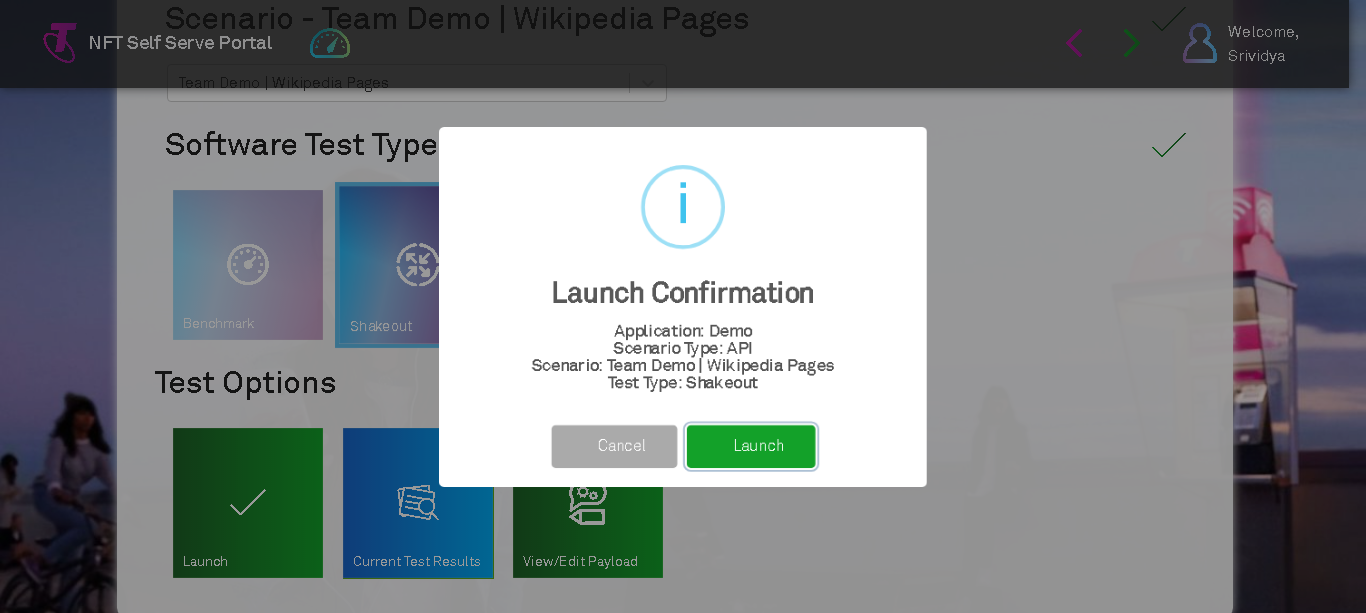 Scenario - Team Demo | Wikipedia Pages
NFT Self Serve Portal
Welcome,
Srividya
Team Demo | Wikipedia Pages
Software Test Type
Benchmark
Shakeout
i
Launch Confirmation
Application: Demo
Scenario Type: API
Scenario: Team Demo | Wikipedia Pages
Test Type: Shakeout
Cancel
Launch
Test Options
Launch
Current Test Results
View/Edit Payload